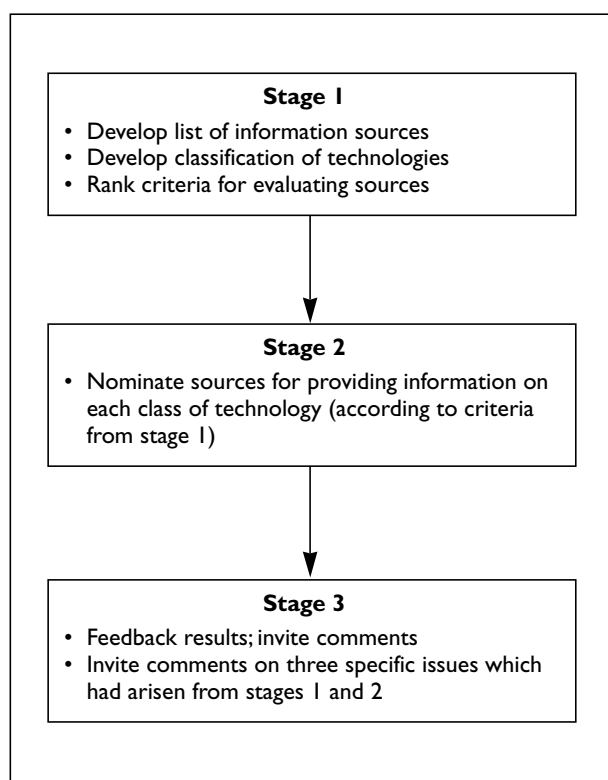 Stage 1
• Develop list of information sources
• Develop classification of technologies
• Rank criteria for evaluating sources
Stage 2
• Nominate sources for providing information on
each class of technology (according to criteria
from stage 1)
Stage 3
• Feedback results; invite comments
• Invite comments on three specific issues which
had arisen from stages 1 and 2